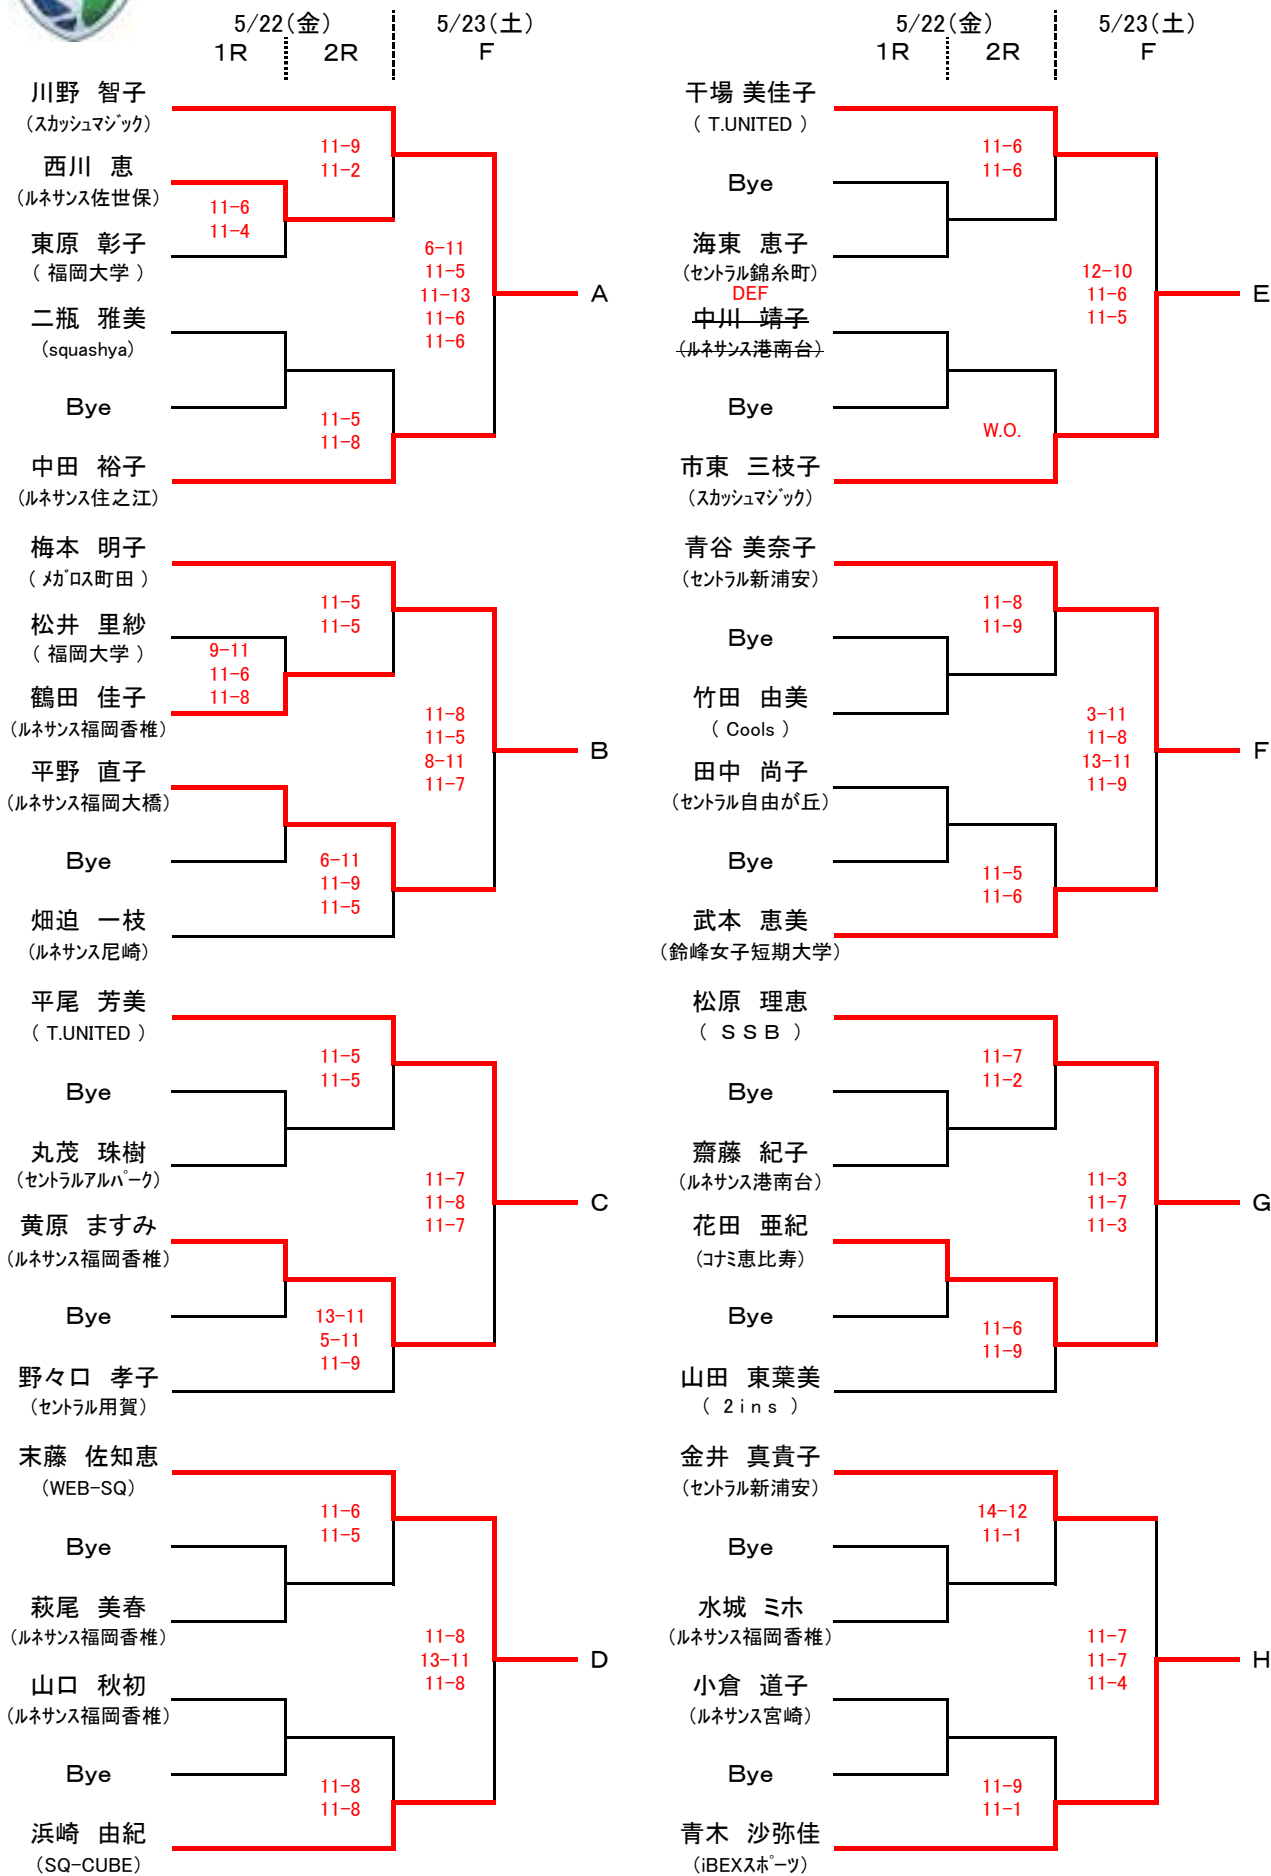 5/22(金)
5/23(土)
1R
2R
F
川野 智子
(スカッシュマジック)
11-9
11-2
西川 恵
(ルネサンス佐世保)
11-6
11-4
東原 彰子
( 福岡大学 )
6-11
11-5
11-13
11-6
11-6
A
二瓶 雅美
(squashya)
Bye
11-5
11-8
中田 裕子
(ルネサンス住之江)
梅本 明子
( メガロス町田 )
11-5
11-5
松井 里紗
( 福岡大学 )
9-11
11-6
11-8
鶴田 佳子
(ルネサンス福岡香椎)
11-8
11-5
8-11
11-7
B
平野 直子
(ルネサンス福岡大橋)
Bye
6-11
11-9
11-5
畑迫 一枝
(ルネサンス尼崎)
平尾 芳美
( T.UNITED )
11-5
11-5
Bye
丸茂 珠樹
(セントラルアルパーク)
11-7
11-8
11-7
C
黄原 ますみ
(ルネサンス福岡香椎)
Bye
13-11
5-11
11-9
野々口 孝子
(セントラル用賀)
末藤 佐知恵
(WEB-SQ)
11-6
11-5
Bye
萩尾 美春
(ルネサンス福岡香椎)
11-8
13-11
11-8
D
山口 秋初
(ルネサンス福岡香椎)
Bye
11-8
11-8
浜崎 由紀
(SQ-CUBE)
5/22(金)
5/23(土)
1R
2R
F
干場 美佳子
( T.UNITED )
11-6
11-6
Bye
海東 恵子
(セントラル錦糸町)
DEF
12-10
11-6
11-5
E
中川 靖子
(ルネサンス港南台)
Bye
W.O.
市東 三枝子
(スカッシュマジック)
青谷 美奈子
(セントラル新浦安)
11-8
11-9
Bye
竹田 由美
( Cools )
3-11
11-8
13-11
11-9
F
田中 尚子
(セントラル自由が丘)
Bye
11-5
11-6
武本 恵美
(鈴峰女子短期大学)
松原 理恵
( SSB )
11-7
11-2
Bye
齋藤 紀子
(ルネサンス港南台)
11-3
11-7
11-3
G
花田 亜紀
(コナミ恵比寿)
Bye
11-6
11-9
山田 東葉美
( 2ins )
金井 真貴子
(セントラル新浦安)
14-12
11-1
Bye
水城 ミホ
(ルネサンス福岡香椎)
11-7
11-7
11-4
H
小倉 道子
(ルネサンス宮崎)
Bye
11-9
11-1
青木 沙弥佳
(iBEXスポーツ)